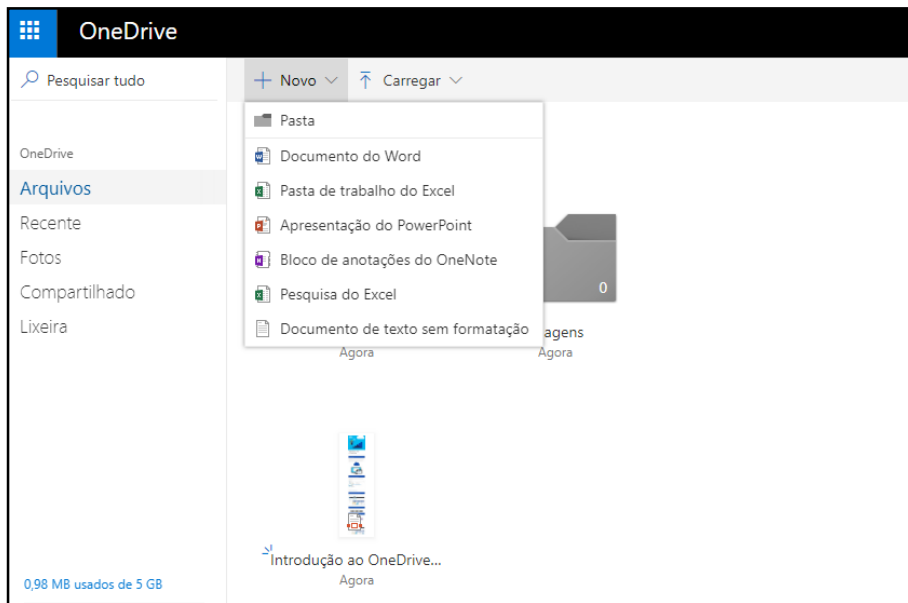 OneDrive
Pesquisar tudo
Novo
Carregar
Pasta
OneDrive
Documento do Word
Arquivos
Pasta de trabalho do Excel
Recente
Apresentação do PowerPoint
Fotos
Bloco de anotações do OneNote
Compartilhado
Pesquisa do Excel
0
Lixeira
Documento de texto sem formatação
agens
Agora
Agora
Introdução ao OneDrive...
Agora
0,98 MB usados de 5 GB